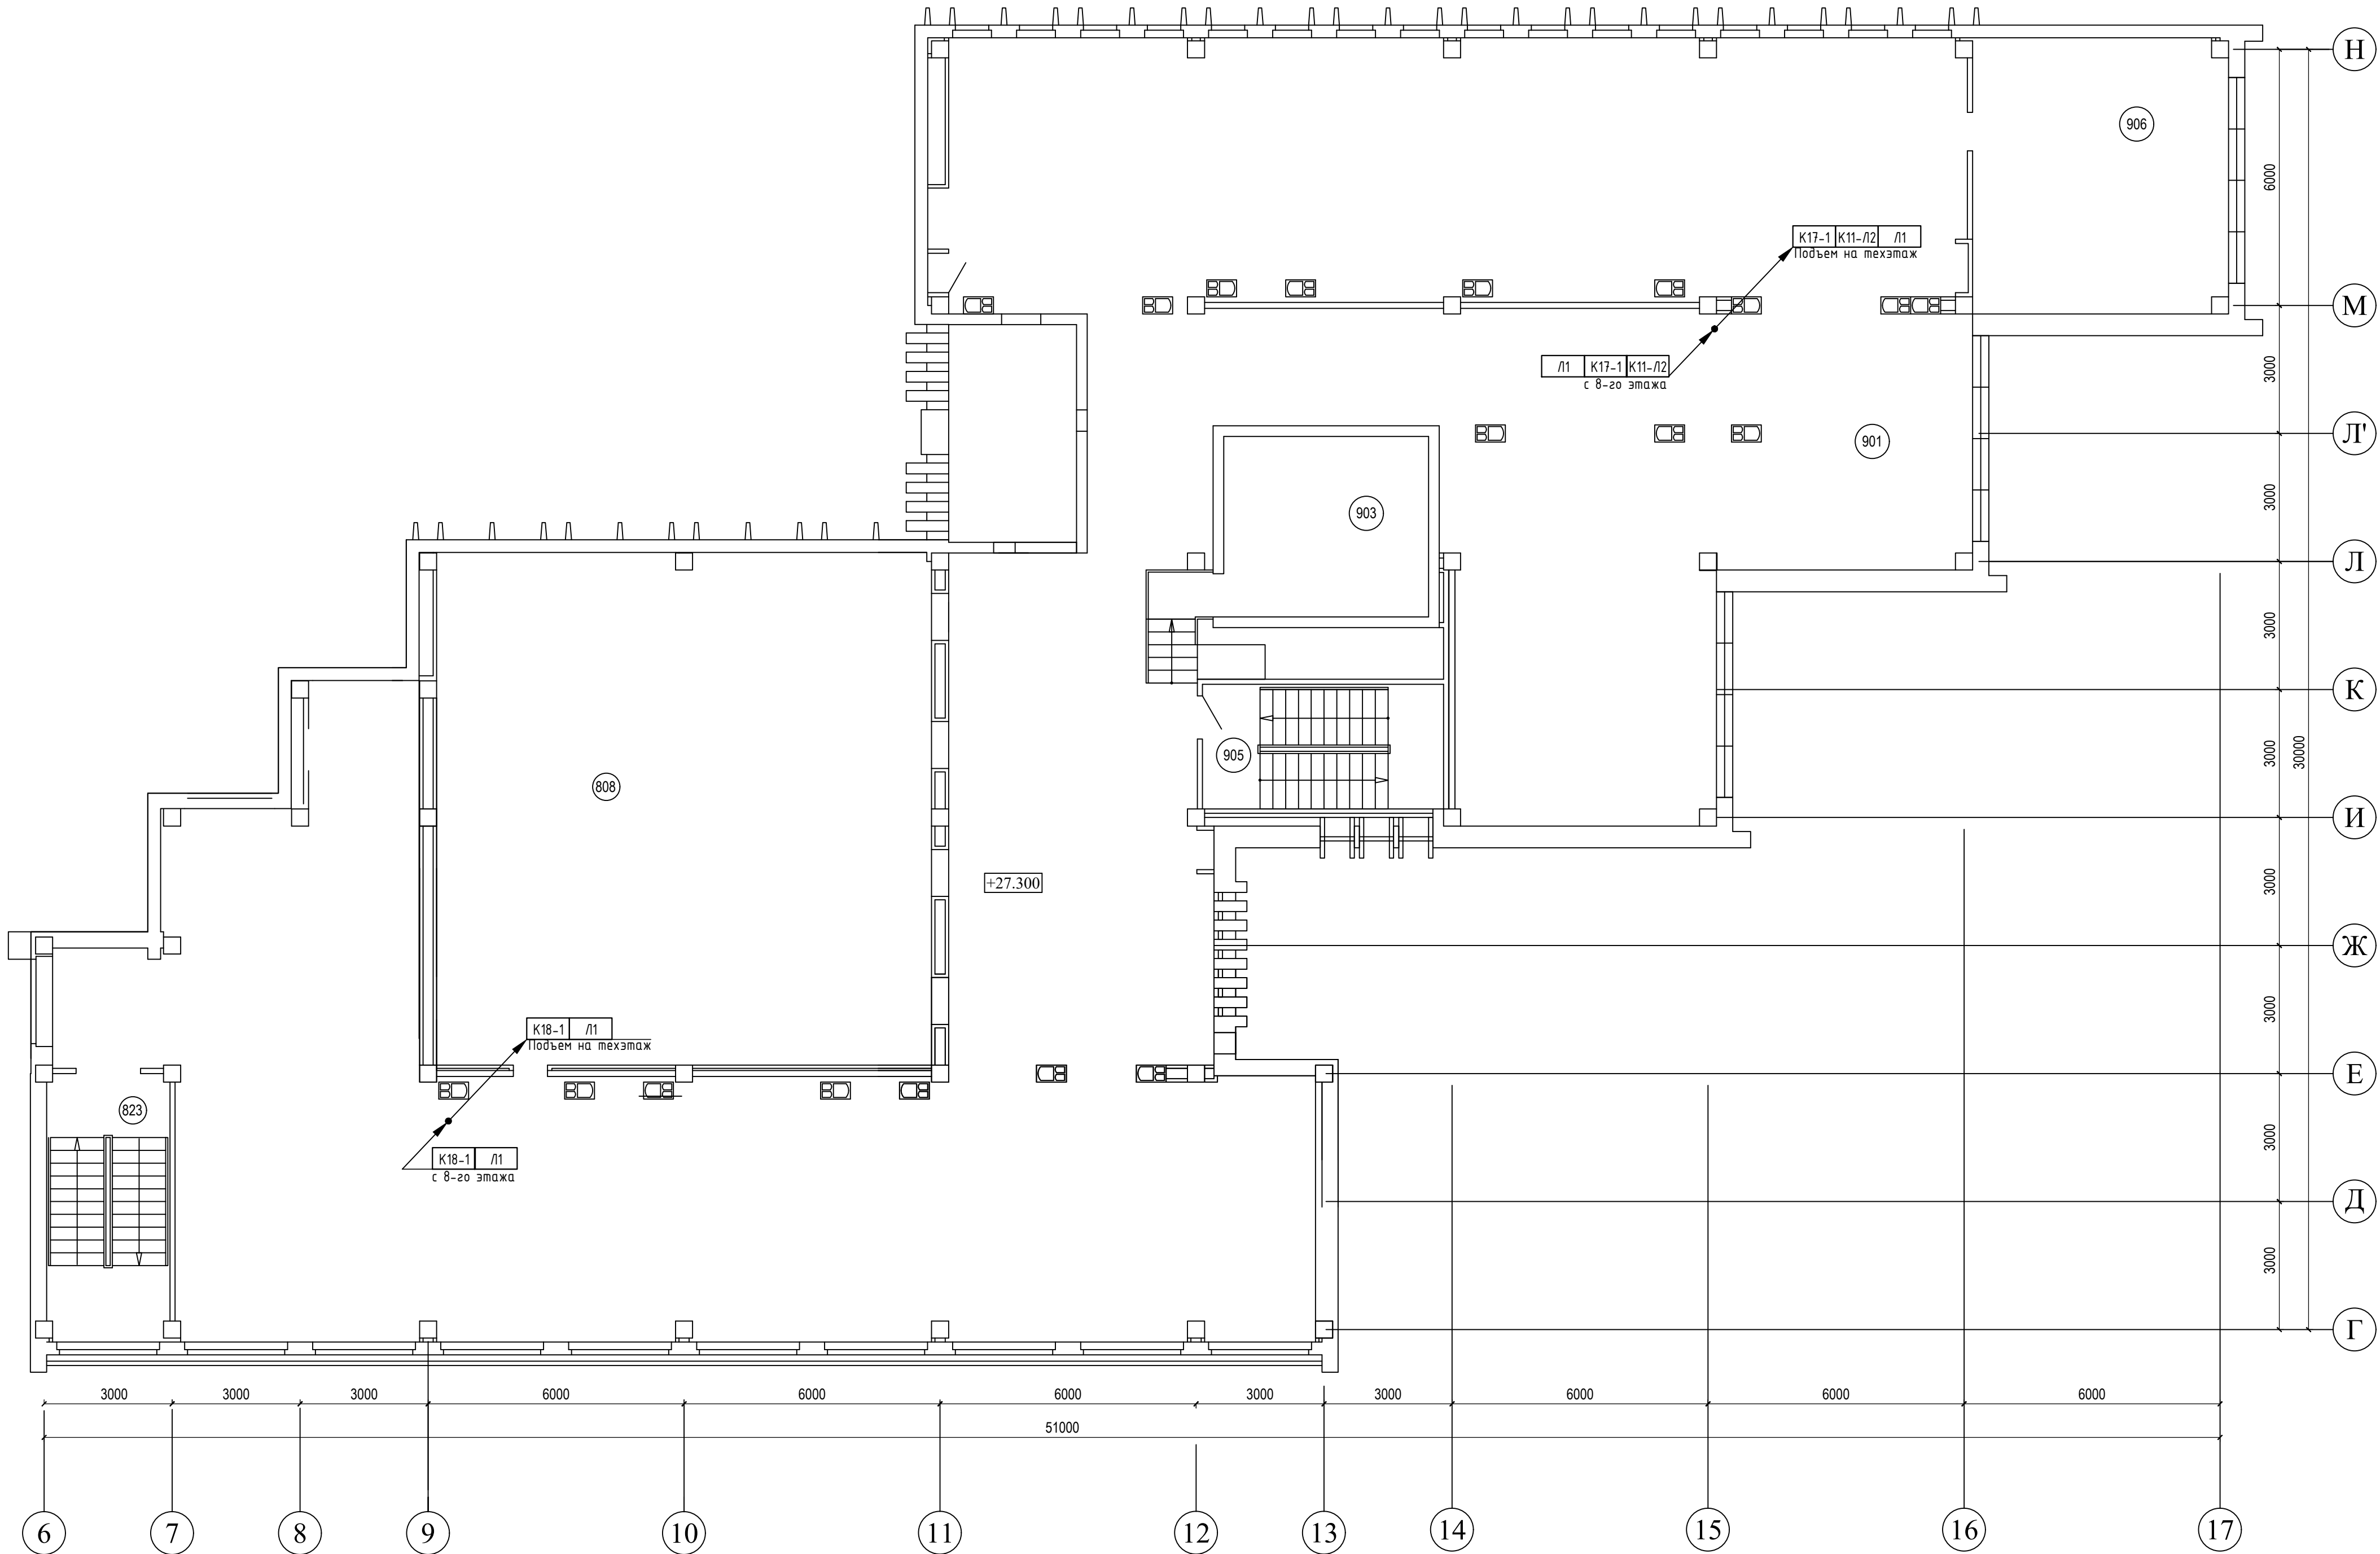 Н
906
6000
К17-1 К11-Л2 Л1
Подъем на техэтаж
М
Л1 К17-1 К11-Л2
с 8-го этажа
3000
Л'
901
903
3000
Л
3000
К
905
3000
30000
808
И
+27.300
3000
Ж
К18-1 Л1
Подъем на техэтаж
3000
Е
823
К18-1 Л1
с 8-го этажа
3000
Д
3000
Г
3000 3000 3000 6000 6000 6000 3000 3000 6000 6000 6000
51000
6 7 8 9 10 11 12 13 14 15 16 17